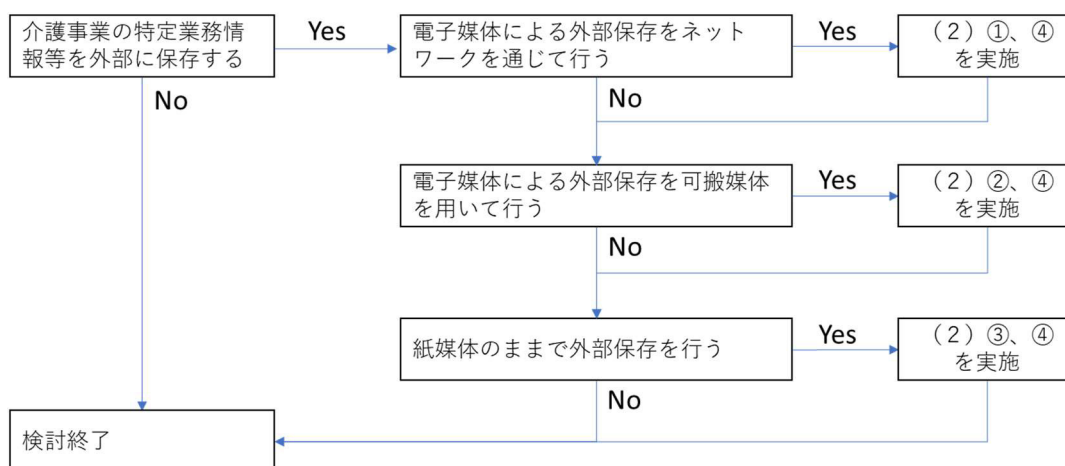 介護事業の特定業務情
報等を外部に保存する
Yes
電子媒体による外部保存をネット
ワークを通じて行う
Yes
（２）①、④
を実施
No
No
電子媒体による外部保存を可搬媒体
を用いて行う
Yes
（２）②、④
を実施
No
紙媒体のままで外部保存を行う
Yes
（２）③、④
を実施
No
検討終了